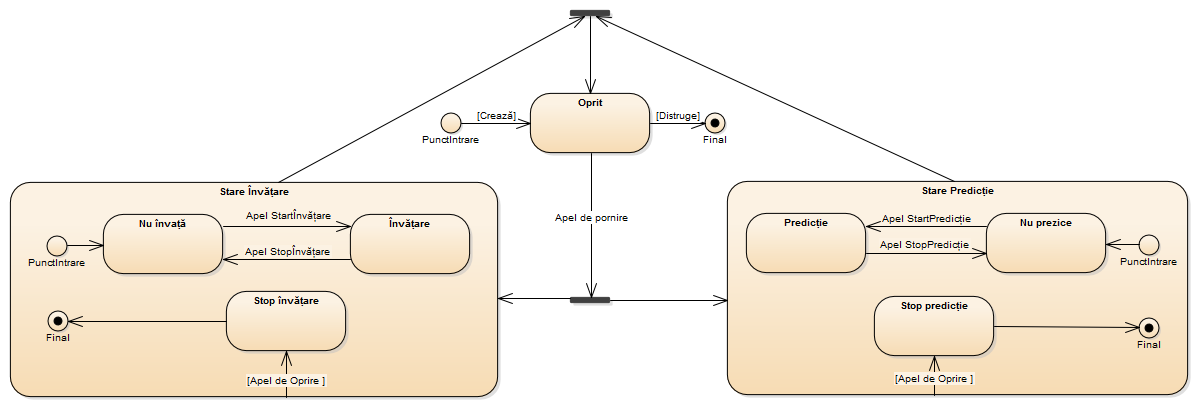 Oprit
[Crează]
[Distruge]
PunctIntrare
Final
Apel de pornire
Stare Învățare
Nu învață
Apel StartÎnvățare
Învățare
Apel StopÎnvățare
PunctIntrare
Stop învățare
Final
[Apel de Oprire ]
Stare Predicție
Predicție
Apel StartPredicție
Nu prezice
Apel StopPredicție
PunctIntrare
Stop predicție
Final
[Apel de Oprire ]